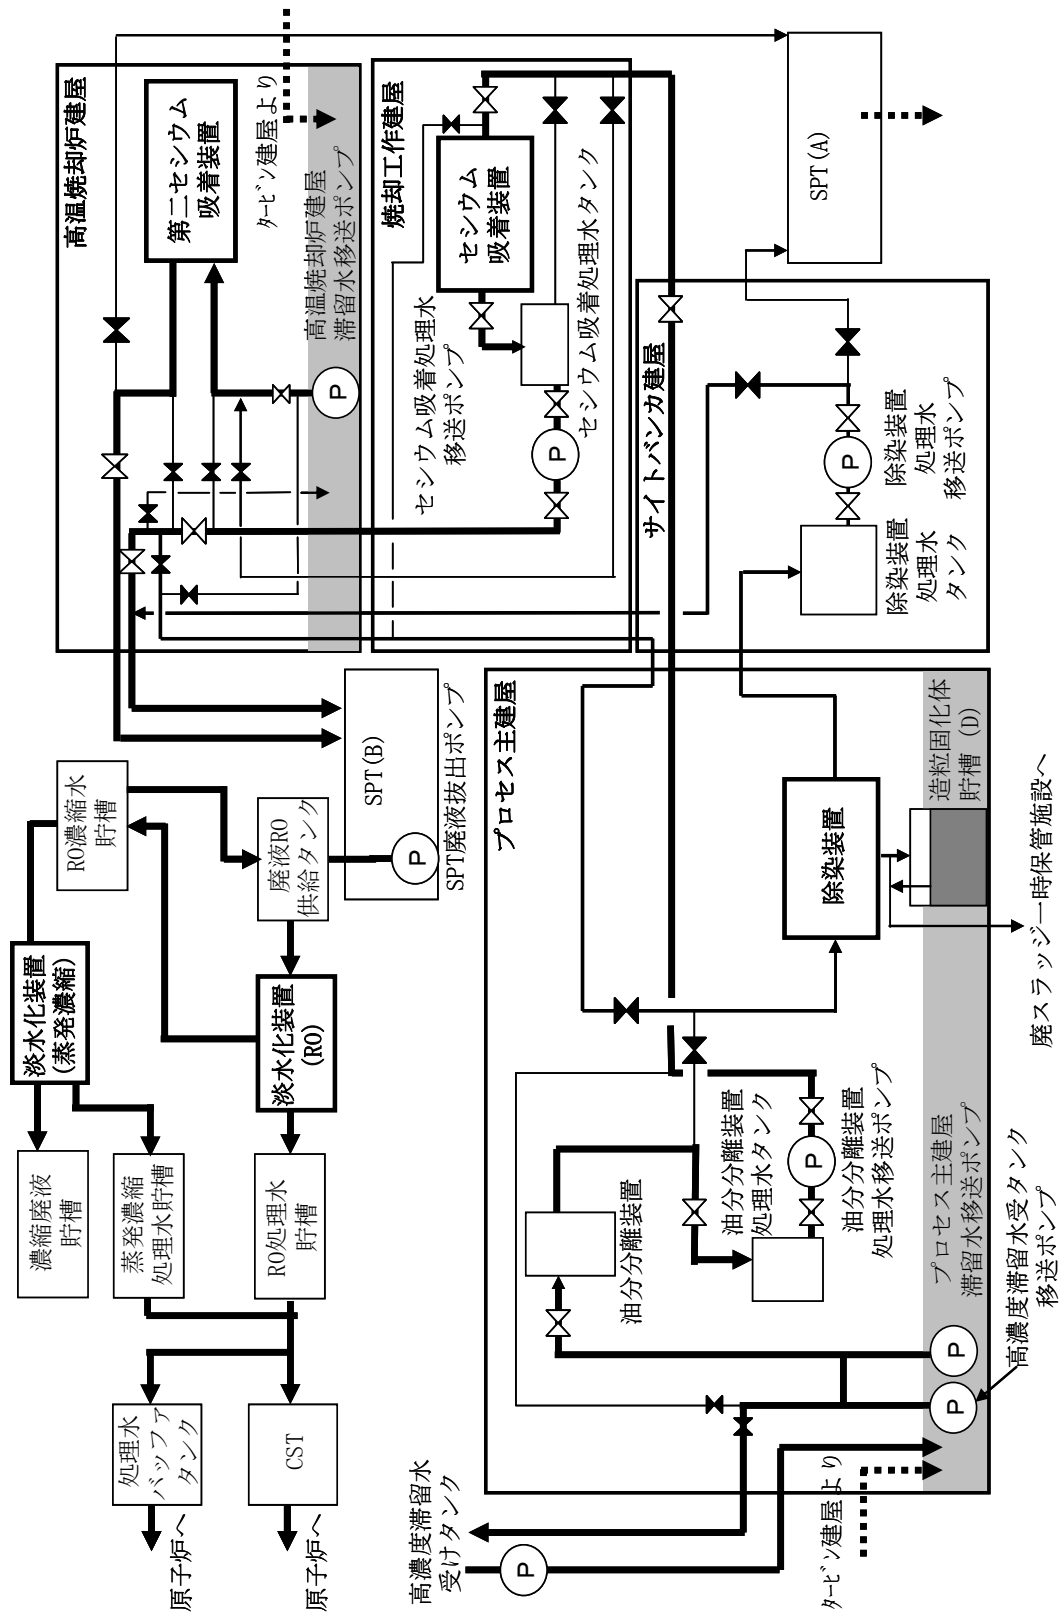 高温焼却炉建屋
第二セシウム
吸着装置
ﾀｰﾋﾞﾝ建屋より
高温焼却炉建屋
滞留水移送ポンプ
P
焼却工作建屋
セシウム
吸着装置
セシウム吸着処理水
移送ポンプ
セシウム吸着処理水タンク
P
SPT(A)
サイトバンカ建屋
除染装置
処理水
移送ポンプ
P
除染装置
処理水
タンク
SPT(B)
SPT廃液抜出ポンプ
P
RO濃縮水
貯槽
廃液RO
供給タンク
淡水化装置
(蒸発濃縮)
淡水化装置
(RO)
濃縮廃液
貯槽
蒸発濃縮
処理水貯槽
RO処理水
貯槽
処理水
バッファ
タンク
CST
原子炉へ
原子炉へ
プロセス主建屋
除染装置
造粒固化体
貯槽(D)
廃スラッジ一時保管施設へ
油分分離装置
油分分離装置
処理水タンク
油分分離装置
処理水移送ポンプ
P
プロセス主建屋
滞留水移送ポンプ
P
P
高濃度滞留水受タンク
移送ポンプ
高濃度滞留水
受けタンク
P
ﾀｰﾋﾞﾝ建屋より